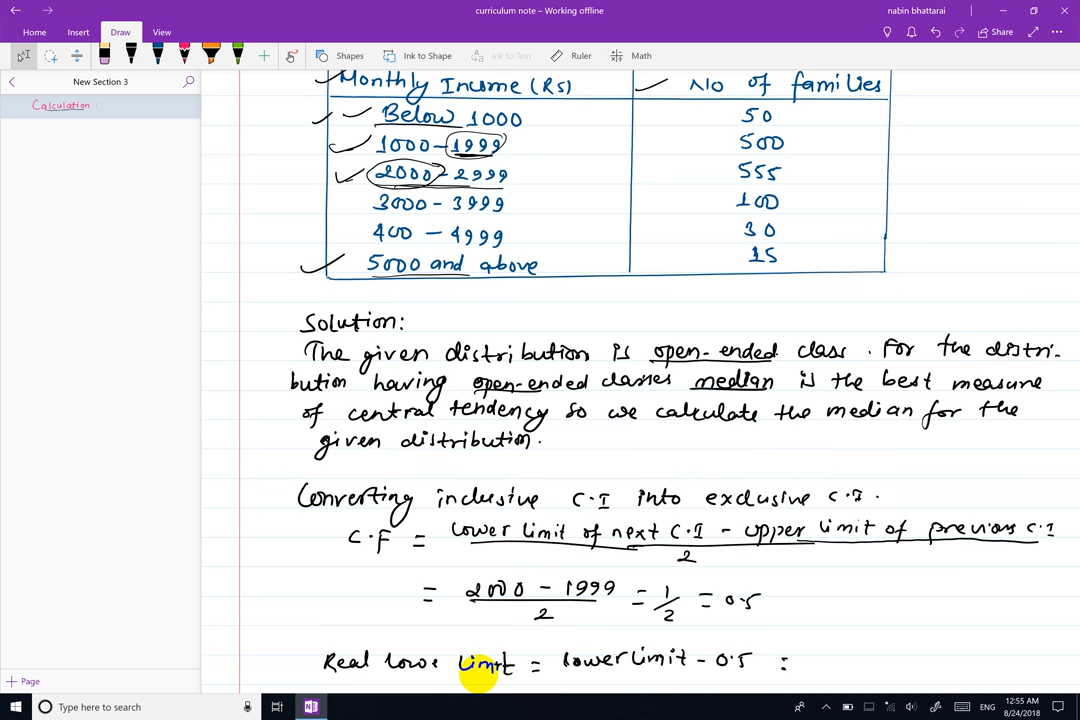 curriculum note – Working offline
nabin bhattarai
Home Insert Draw View
Share
Shapes Ink to Shape Ink to Text Ruler Math
New Section 3
Calculation
Monthly Income (Rs) No of families
Below 1000 50
1000 - 1999 500
2000 - 2999 555
3000 - 3999 100
400 - 4999 30
5000 and above 15
Solution:
The given distribution is open-ended class. For the distri-
bution having open-ended classes median is the best measure
of central tendency so we calculate the median for the
given distribution.
Converting inclusive C.I into exclusive C.I.
C.F = lower limit of next C.I - upper limit of previous C.I / 2
= 2000 - 1999 / 2 = 1/2 = 0.5
Real lowe limit = lower limit - 0.5 :
+ Page
Type here to search
ENG
12:55 AM
8/24/2018